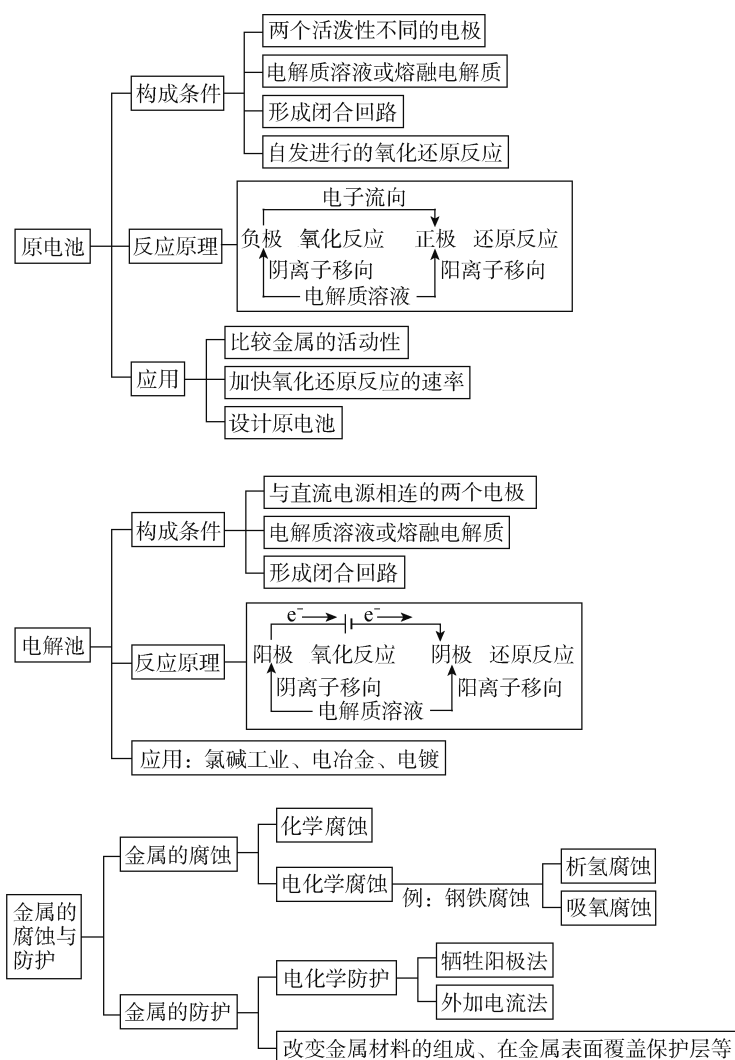 原电池
构成条件
两个活泼性不同的电极
电解质溶液或熔融电解质
形成闭合回路
自发进行的氧化还原反应
反应原理
电子流向
负极 氧化反应 正极 还原反应
阴离子移向 阳离子移向
电解质溶液
应用
比较金属的活动性
加快氧化还原反应的速率
设计原电池
电解池
构成条件
与直流电源相连的两个电极
电解质溶液或熔融电解质
形成闭合回路
反应原理
e⁻ e⁻
阳极 氧化反应 阴极 还原反应
阴离子移向 阳离子移向
电解质溶液
应用：氯碱工业、电冶金、电镀
金属的
腐蚀与
防护
金属的腐蚀
化学腐蚀
电化学腐蚀
例：钢铁腐蚀
析氢腐蚀
吸氧腐蚀
金属的防护
电化学防护
牺牲阳极法
外加电流法
改变金属材料的组成、在金属表面覆盖保护层等